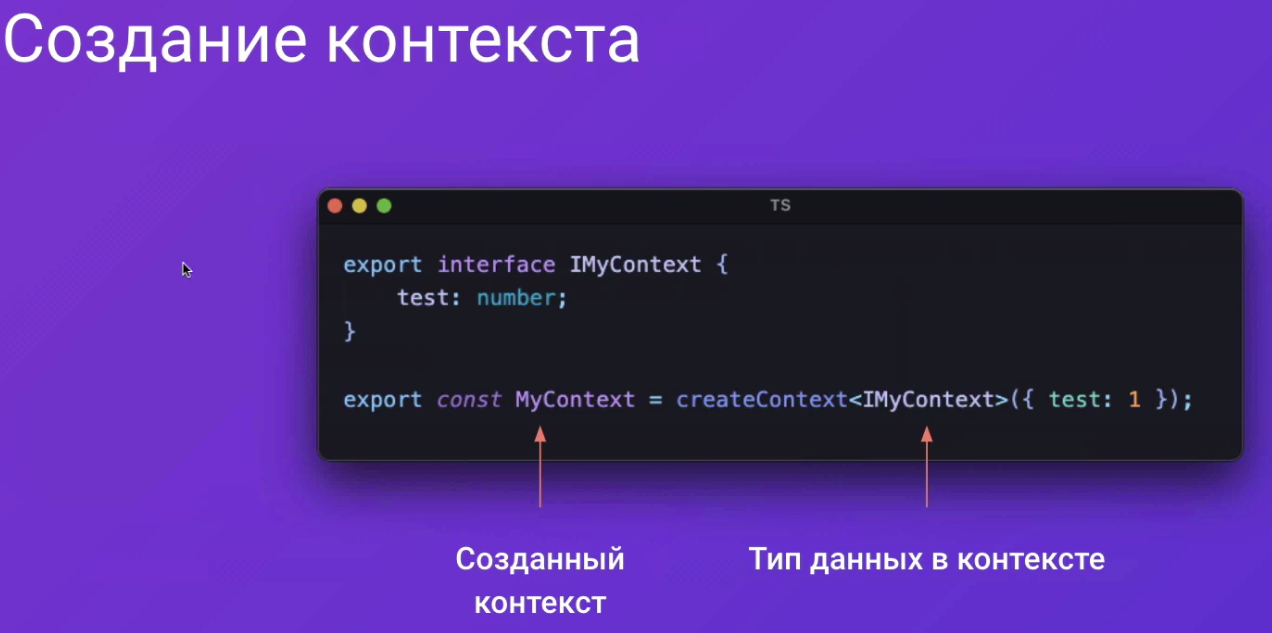 Создание контекста
TS
export interface IMyContext {
    test: number;
}
export const MyContext = createContext<IMyContext>({ test: 1 });
Созданный
контекст
Тип данных в контексте